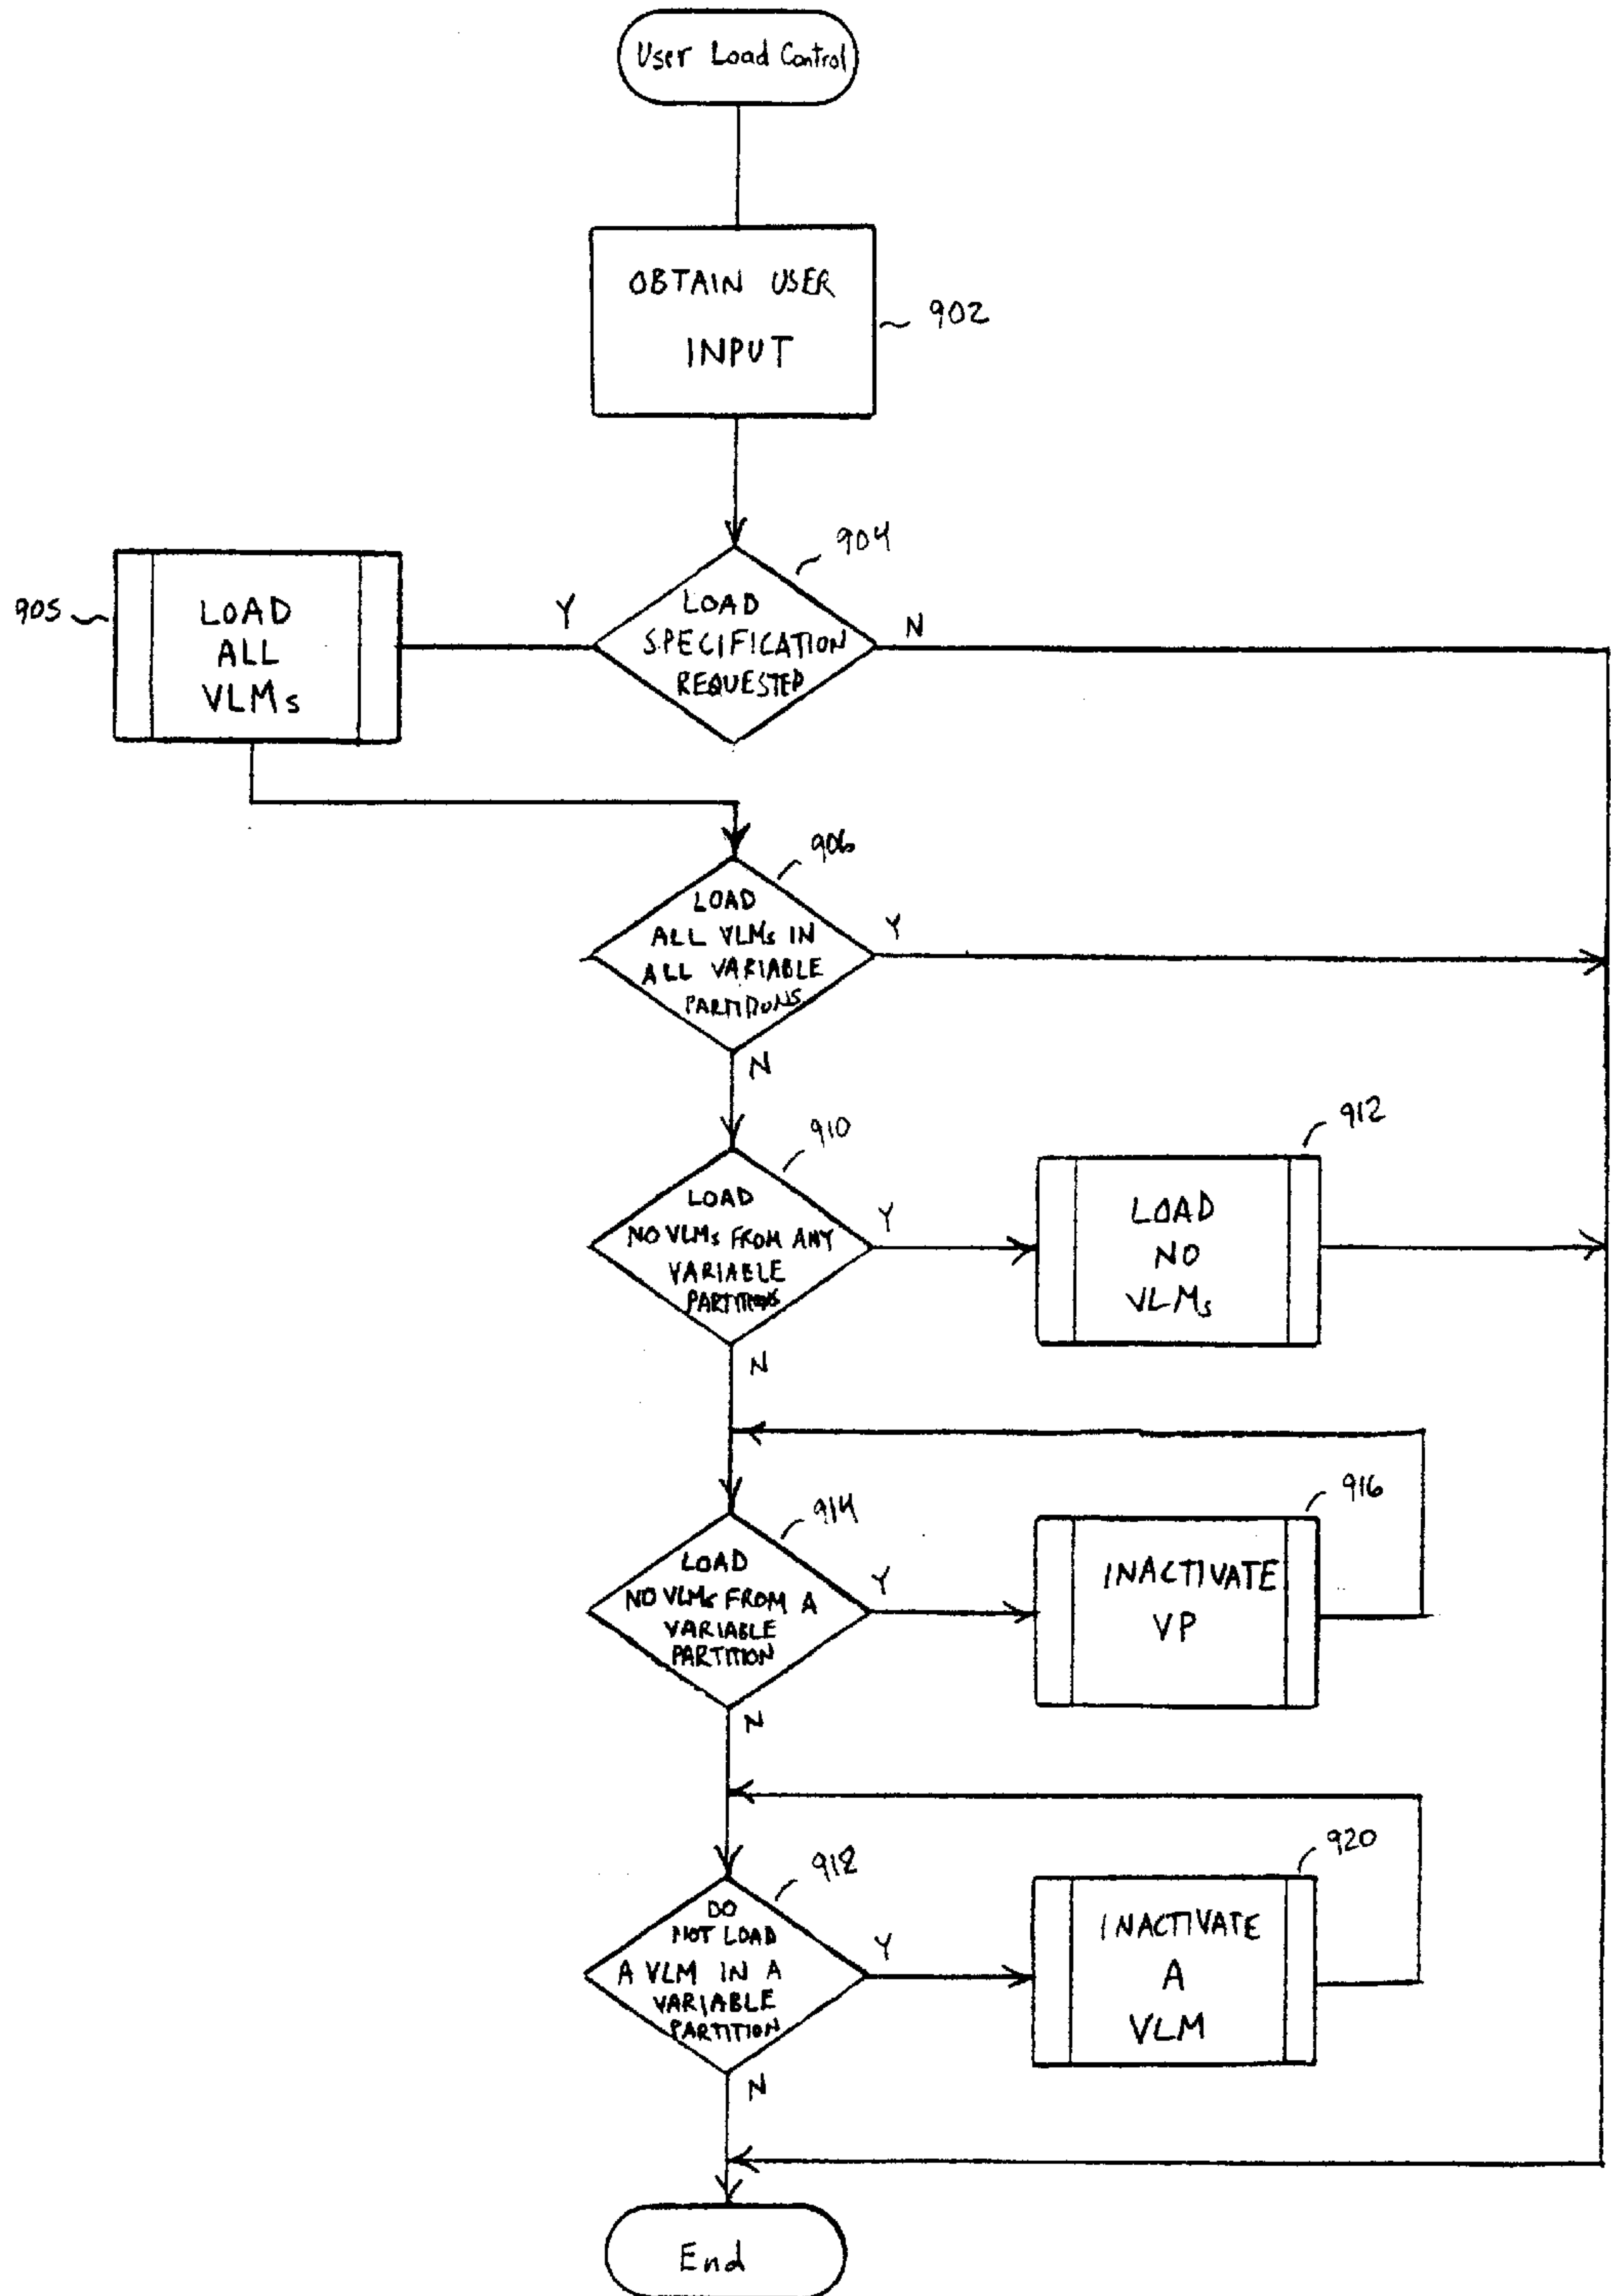 User Load Control
OBTAIN USER
INPUT
902
904
LOAD
SPECIFICATION
REQUESTED
Y
N
905
LOAD
ALL
VLMs
906
LOAD
ALL VLMs IN
ALL VARIABLE
PARTITIONS
Y
N
910
LOAD
NO VLMs FROM ANY
VARIABLE
PARTITIONS
Y
N
912
LOAD
NO
VLMs
914
LOAD
NO VLMs FROM A
VARIABLE
PARTITION
Y
N
916
INACTIVATE
VP
918
DO
NOT LOAD
A VLM IN A
VARIABLE
PARTITION
Y
N
920
INACTIVATE
A
VLM
End